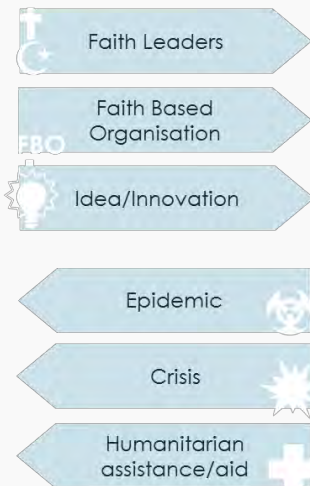 Faith Leaders
Faith Based
Organisation
FBO
Idea/Innovation
Epidemic
Crisis
Humanitarian
assistance/aid